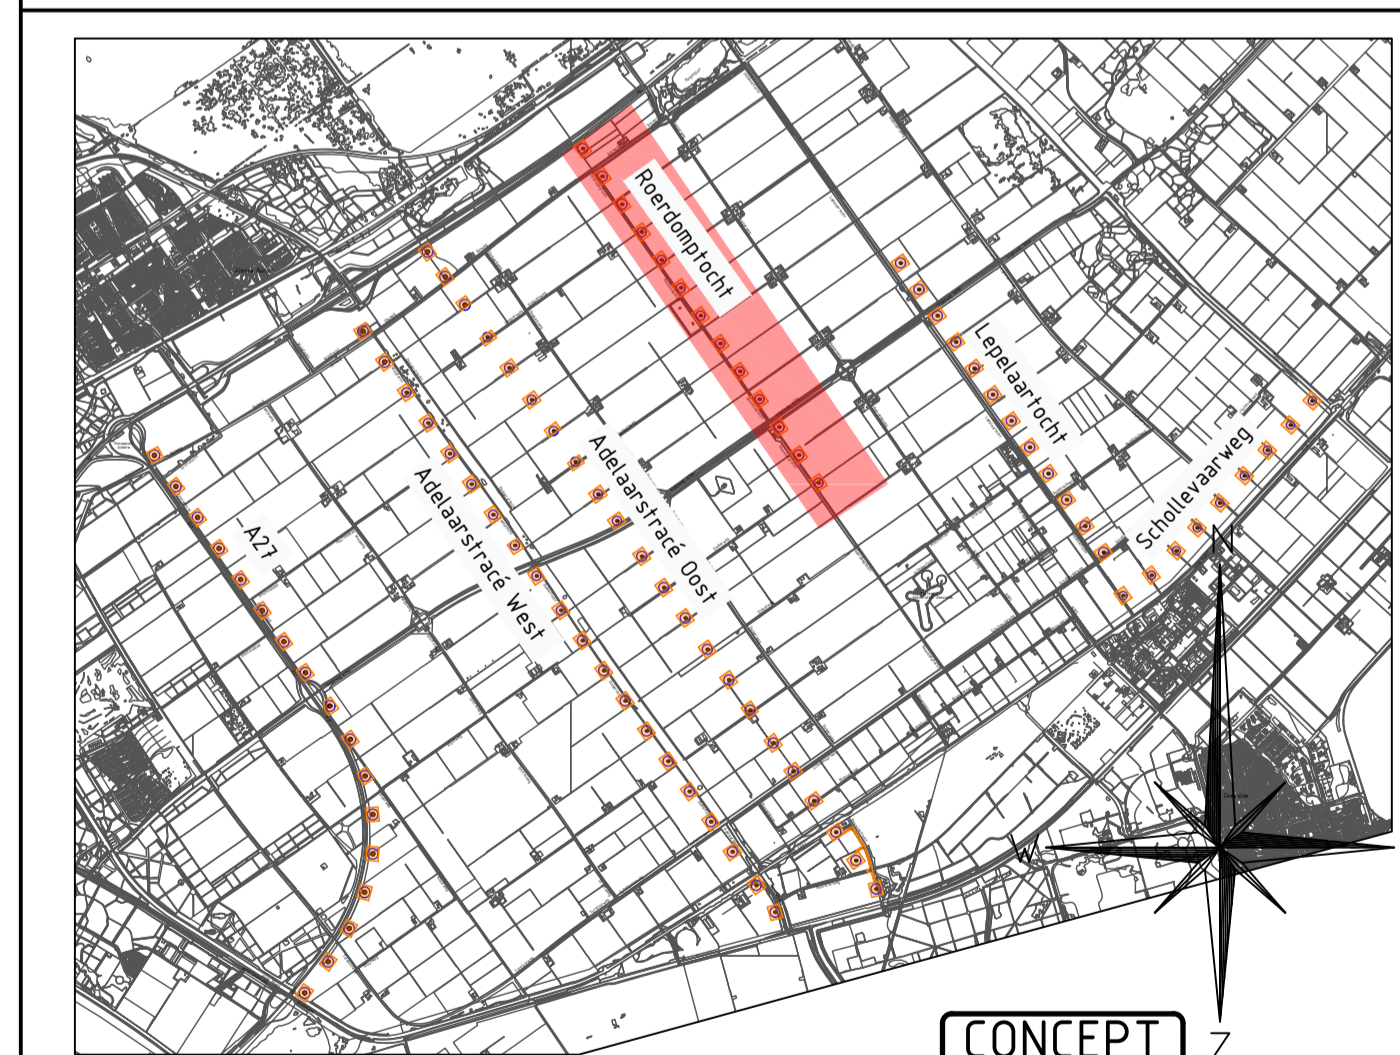 Roerdomptocht
Lepelaartocht
Schollevaarweg
Adelaarstracé Oost
Adelaarstracé West
A27
N
W
Z
CONCEPT